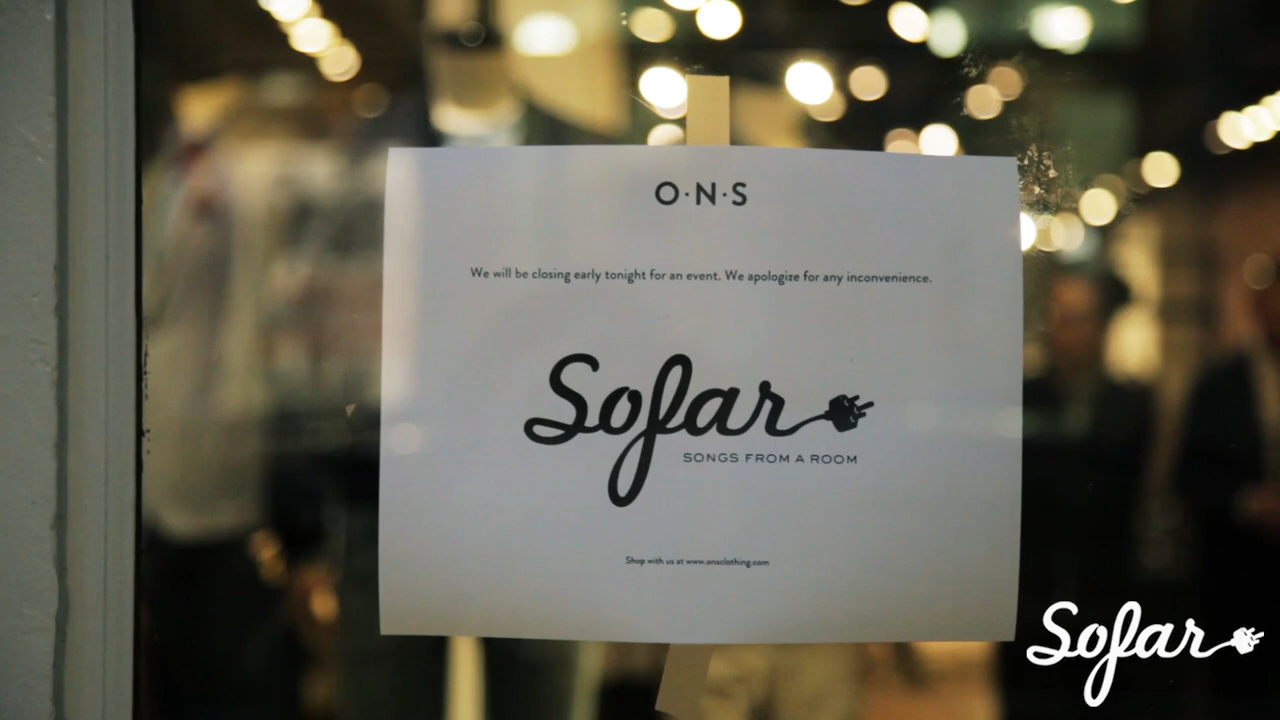 O·N·S
We will be closing early tonight for an event. We apologize for any inconvenience.
Sofar
SONGS FROM A ROOM
Shop with us at www.onsclothing.com
Sofar